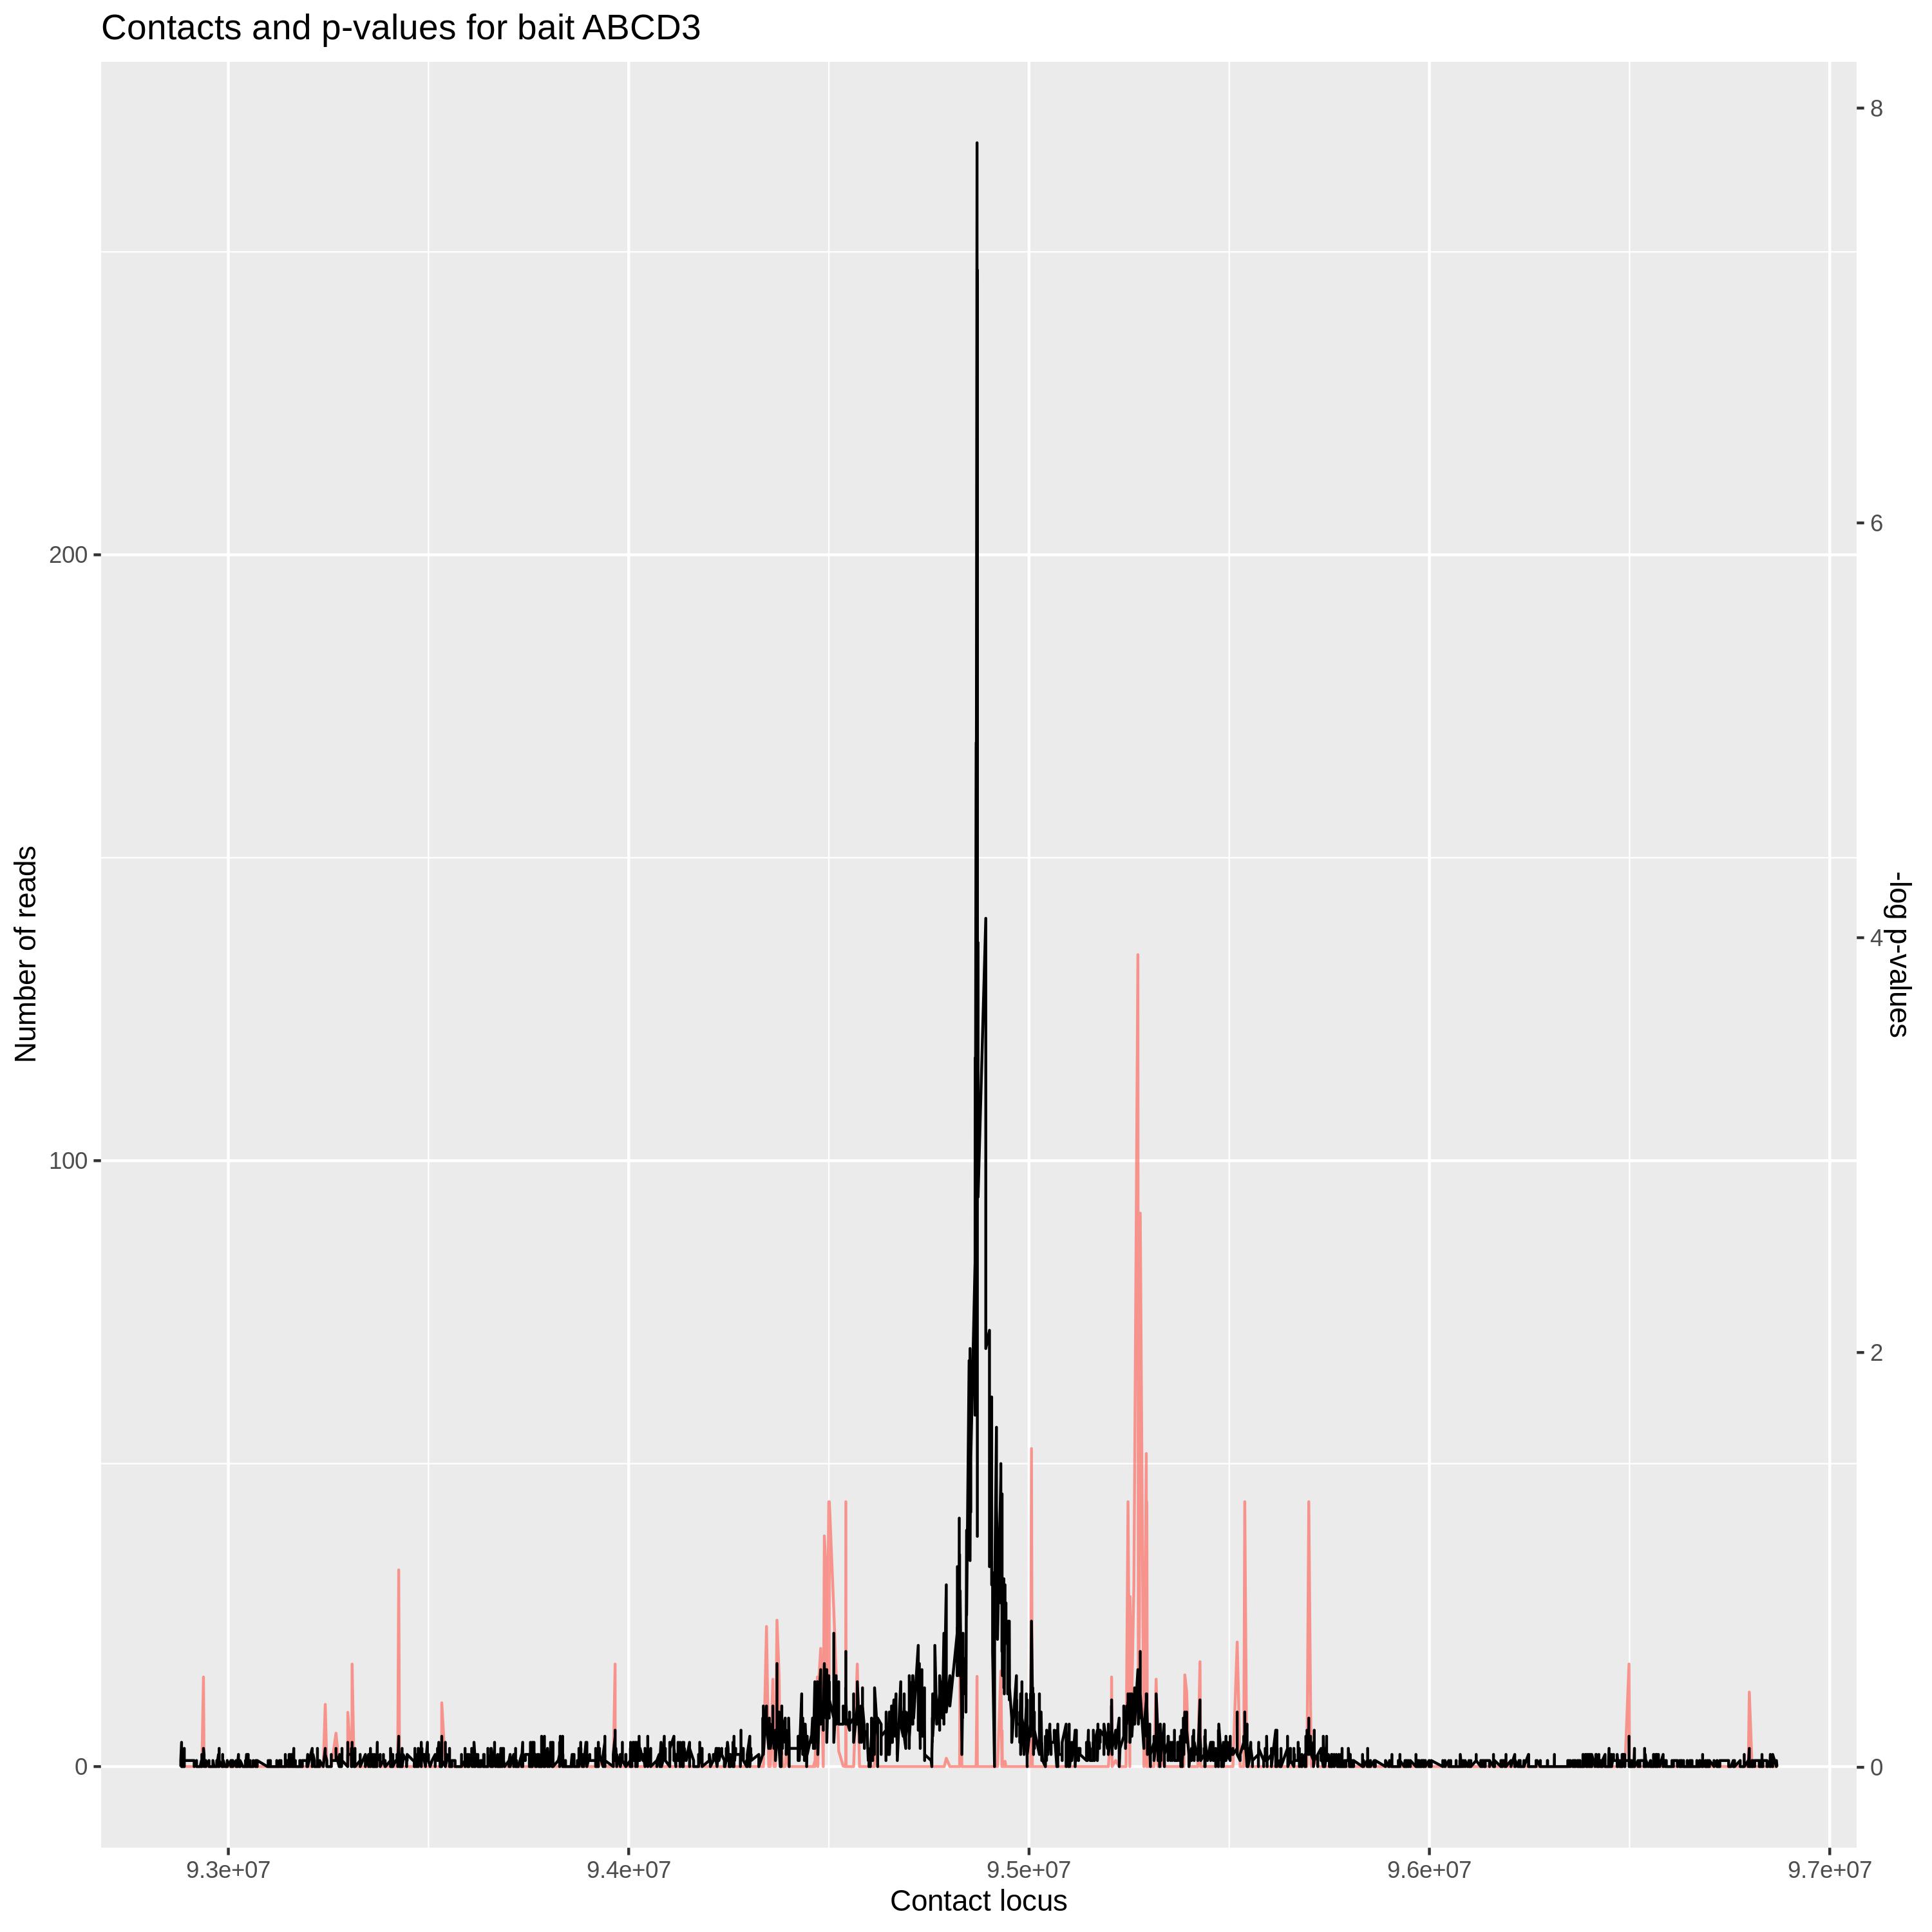 Contacts and p-values for bait ABCD3
8
6
4
2
0
-log p-values
200
100
0
Number of reads
9.3e+07
9.4e+07
9.5e+07
9.6e+07
9.7e+07
Contact locus